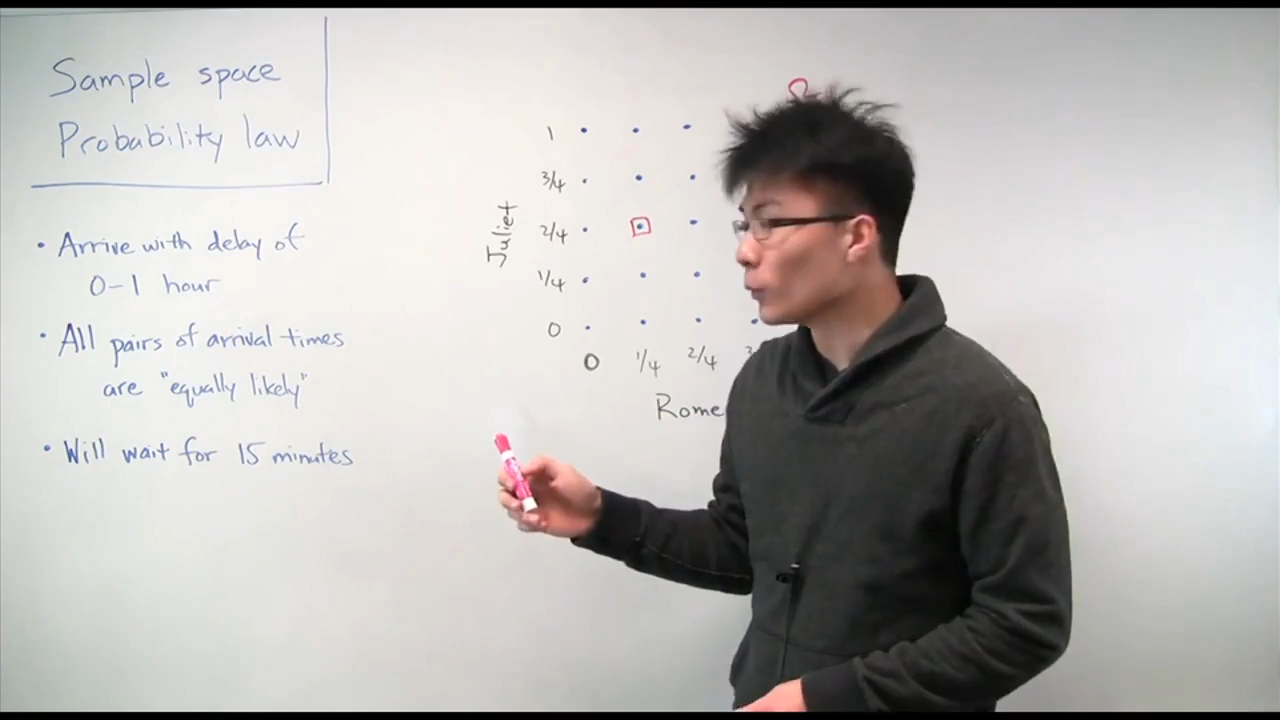 Sample space
Probability law
• Arrive with delay of
0-1 hour
• All pairs of arrival times
are "equally likely"
• Will wait for 15 minutes
1
3/4
2/4
1/4
0
Juliet
0 1/4 2/4
Rome